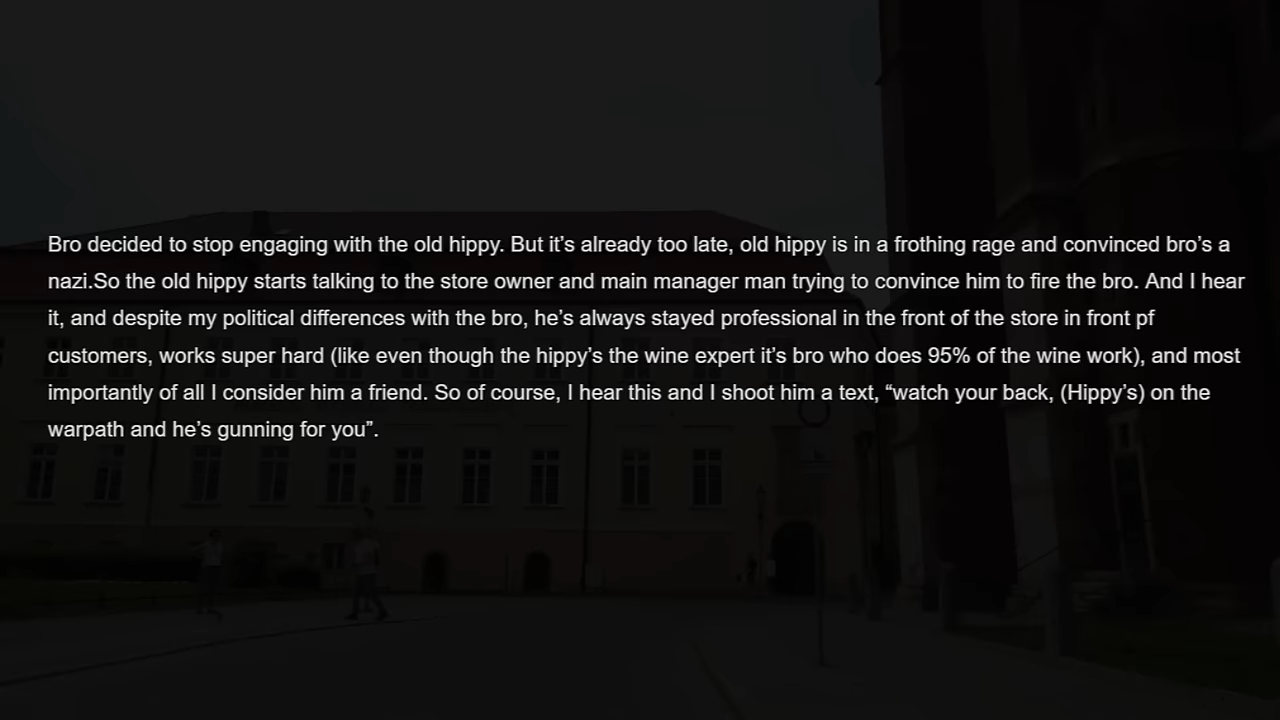 Bro decided to stop engaging with the old hippy. But it’s already too late, old hippy is in a frothing rage and convinced bro’s a
nazi.So the old hippy starts talking to the store owner and main manager man trying to convince him to fire the bro. And I hear
it, and despite my political differences with the bro, he’s always stayed professional in the front of the store in front pf
customers, works super hard (like even though the hippy’s the wine expert it’s bro who does 95% of the wine work), and most
importantly of all I consider him a friend. So of course, I hear this and I shoot him a text, “watch your back, (Hippy’s) on the
warpath and he’s gunning for you”.